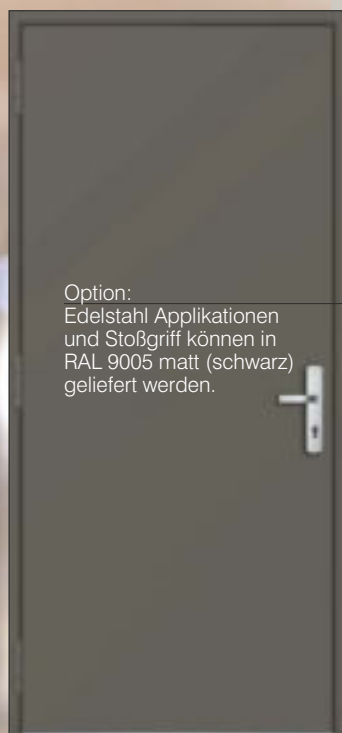 Option:
Edelstahl Applikationen
und Stoßgriff können in
RAL 9005 matt (schwarz)
geliefert werden.